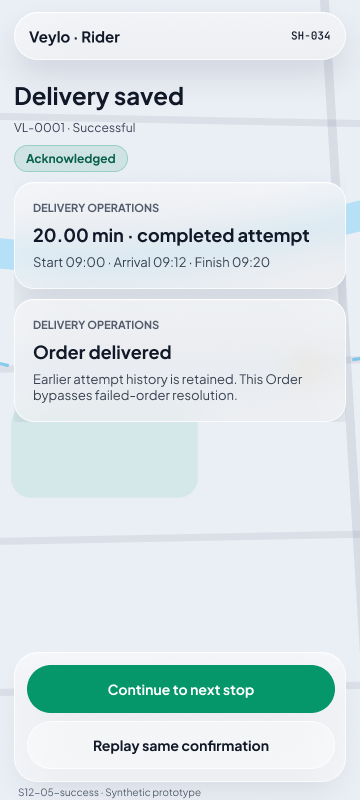 Veylo · Rider
SH-034
Delivery saved
VL-0001 · Successful
Acknowledged
DELIVERY OPERATIONS
20.00 min · completed attempt
Start 09:00 · Arrival 09:12 · Finish 09:20
DELIVERY OPERATIONS
Order delivered
Earlier attempt history is retained. This Order
bypasses failed-order resolution.
Continue to next stop
Replay same confirmation
S12-05-success · Synthetic prototype